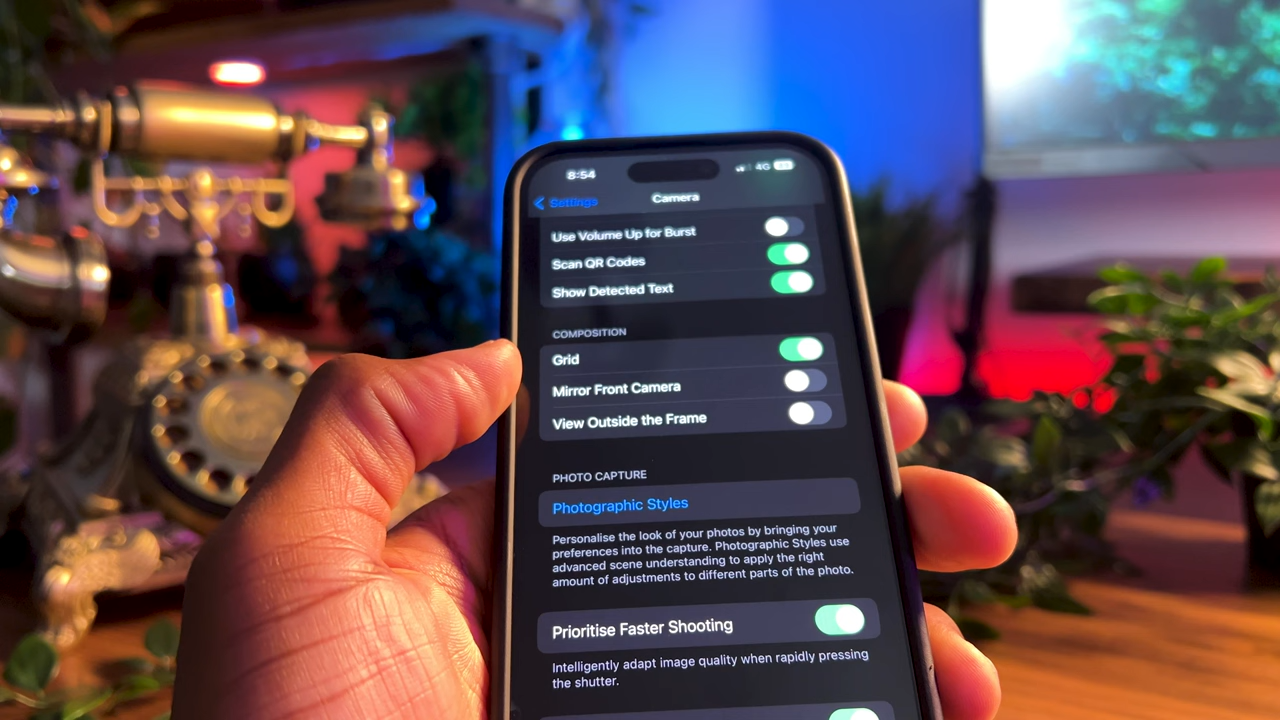 8:54 4G
Settings
Camera
Use Volume Up for Burst
Scan QR Codes
Show Detected Text
COMPOSITION
Grid
Mirror Front Camera
View Outside the Frame
PHOTO CAPTURE
Photographic Styles
Personalise the look of your photos by bringing your
preferences into the capture. Photographic Styles use
advanced scene understanding to apply the right
amount of adjustments to different parts of the photo.
Prioritise Faster Shooting
Intelligently adapt image quality when rapidly pressing
the shutter.